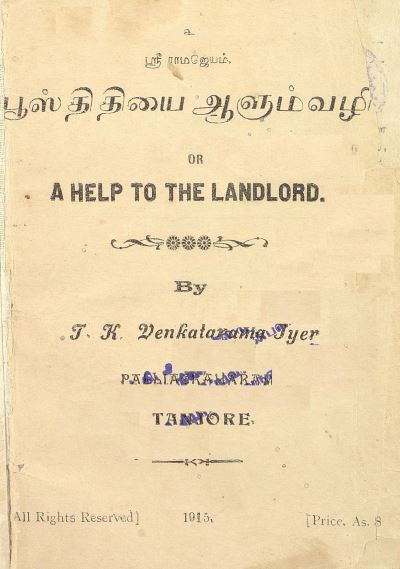 உ
ஸ்ரீ ராமஜெயம்.
பூஸ்திதியை ஆளும்வழி
OR
A HELP TO THE LANDLORD.
By
T. K. Venkatarama Iyer
PALLIAGRAHARAM
TANJORE.
All Rights Reserved]
1915.
[Price. As. 8